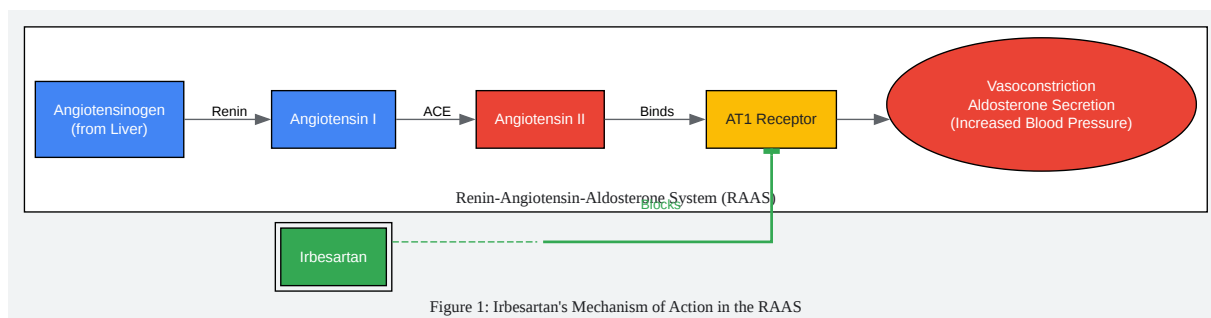 Angiotensinogen
(from Liver)
Renin
Angiotensin I
ACE
Angiotensin II
Binds
AT1 Receptor
Vasoconstriction
Aldosterone Secretion
(Increased Blood Pressure)
Renin-Angiotensin-Aldosterone System (RAAS)
Blocks
Irbesartan
Figure 1: Irbesartan's Mechanism of Action in the RAAS